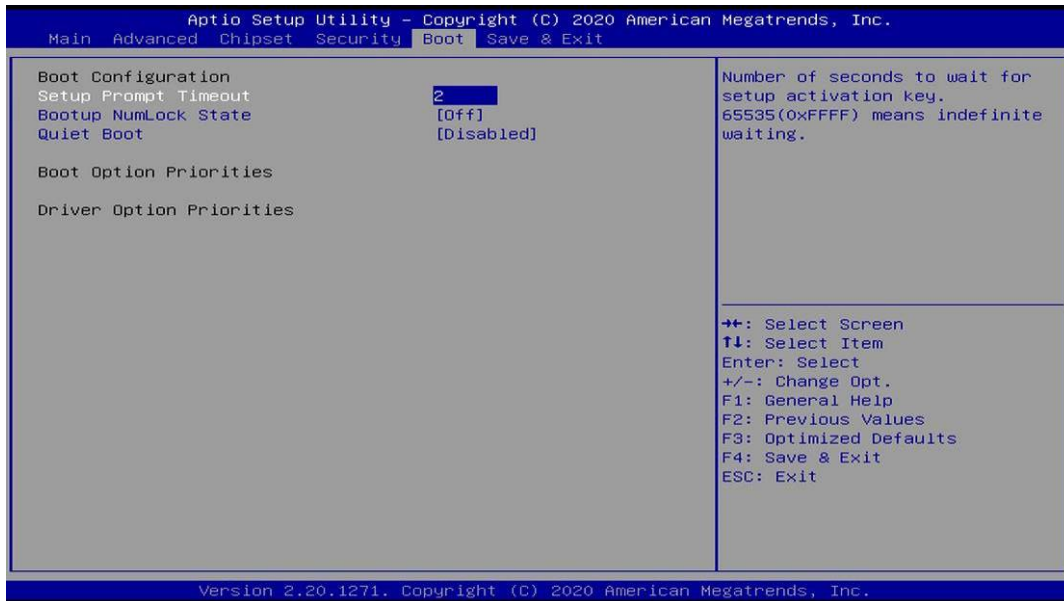 Aptio Setup Utility – Copyright (C) 2020 American Megatrends, Inc.
Main Advanced Chipset Security Boot Save & Exit
Boot Configuration
Setup Prompt Timeout 2
Bootup NumLock State [Off]
Quiet Boot [Disabled]
Boot Option Priorities
Driver Option Priorities
Number of seconds to wait for
setup activation key.
65535(0xFFFF) means indefinite
waiting.
→←: Select Screen
↑↓: Select Item
Enter: Select
+/-: Change Opt.
F1: General Help
F2: Previous Values
F3: Optimized Defaults
F4: Save & Exit
ESC: Exit
Version 2.20.1271. Copyright (C) 2020 American Megatrends, Inc.